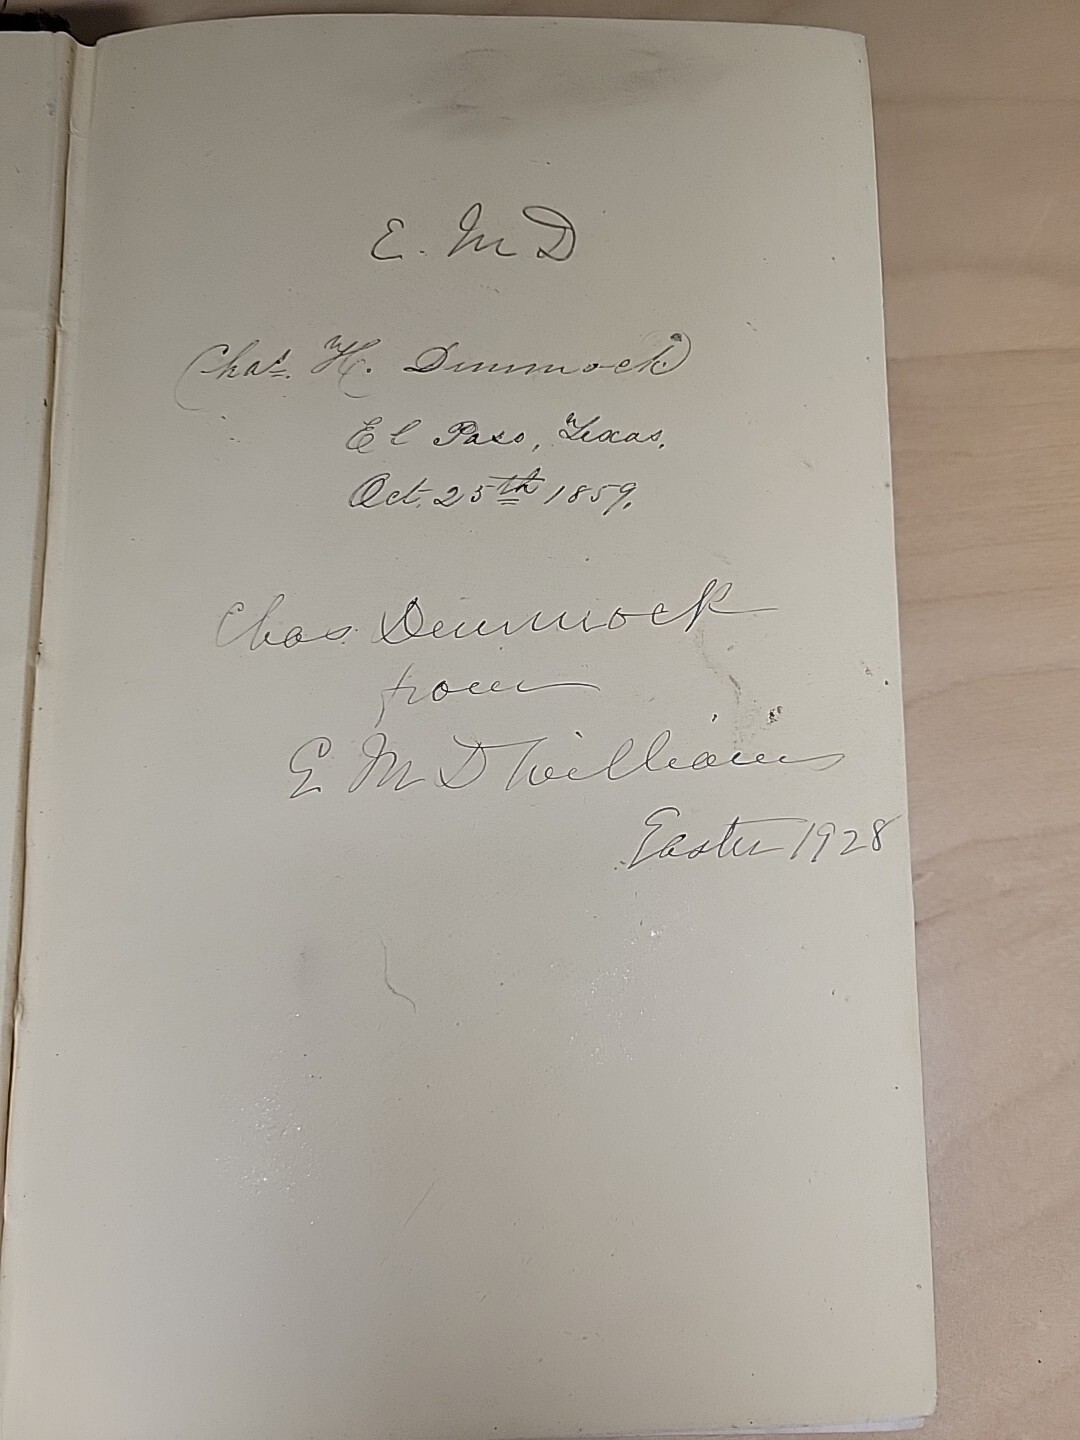 E. M D
Chas. H. Dimmock
El Paso, Texas.
Oct. 25th 1859.
Chas. Dimmock
from
E M D Williams
Easter 1928